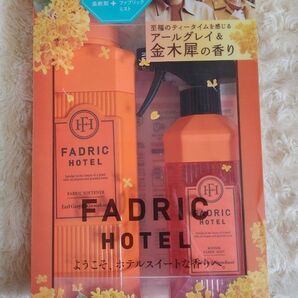 柔軟剤 + ファブリック
ミスト
至福のティータイムを感じる
アールグレイ&
金木犀の香り
FADRIC
HOTEL
FABRIC SOFTENER
FADRIC
HOTEL
FADRIC
HOTEL
ようこそ、ホテルスイートな香りへ